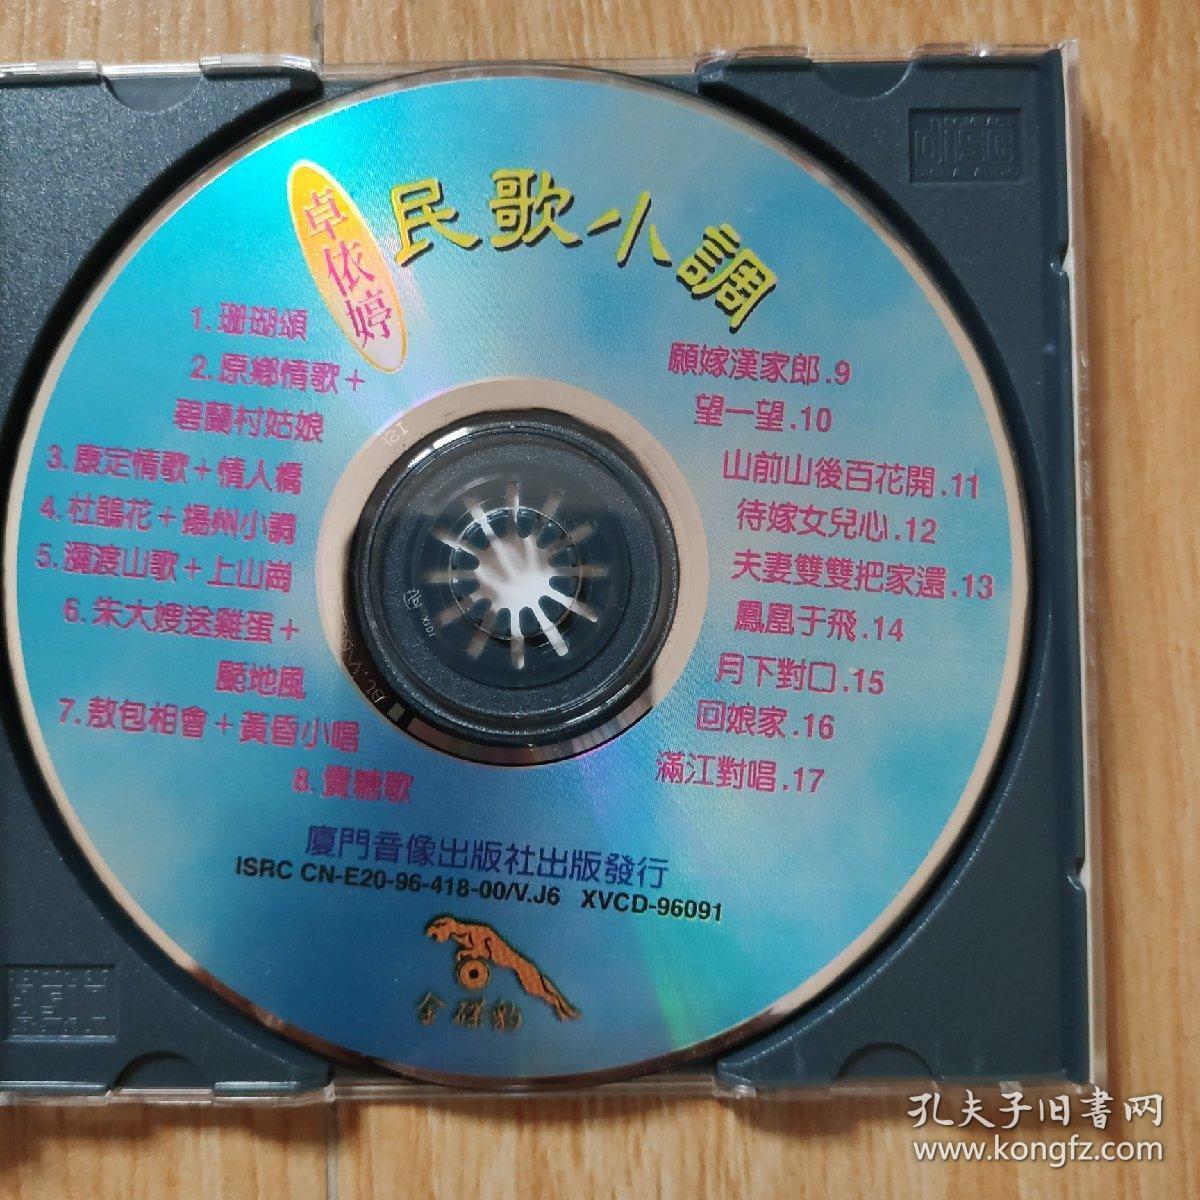 卓依婷
民歌小調
1.珊瑚頌
2.原鄉情歌+
碧蘭村姑娘
3.康定情歌+情人橋
4.杜鵑花+揚州小調
5.瀰渡山歌+上山崗
6.朱大嫂送雞蛋+
颳地風
7.敖包相會+黃昏小唱
8.賣糖歌
願嫁漢家郎.9
望一望.10
山前山後百花開.11
待嫁女兒心.12
夫妻雙雙把家還.13
鳳凰于飛.14
月下對口.15
回娘家.16
滿江對唱.17
廈門音像出版社出版發行
ISRC CN-E20-96-418-00/V.J6 XVCD-96091
金碟豹
disc
孔夫子旧書网
www.kongfz.com